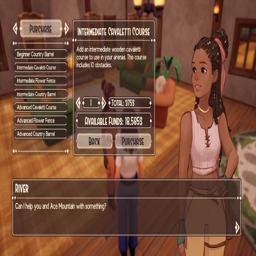 PURCHASE
Beginner Country Barrel
Intermediate Cavaletti Course
Intermediate Flower Fence
Intermediate Country Barrel
Advanced Cavaletti Course
Advanced Flower Fence
Advanced Country Barrel
INTERMEDIATE CAVALETTI COURSE
Add an intermediate wooden cavaletti
course to use in your arenas. This course
includes 10 obstacles.
1
TOTAL:
AVAILABLE FUNDS:
BACK
PURCHASE
RIVER
Can I help you and Ace Mountain with something?